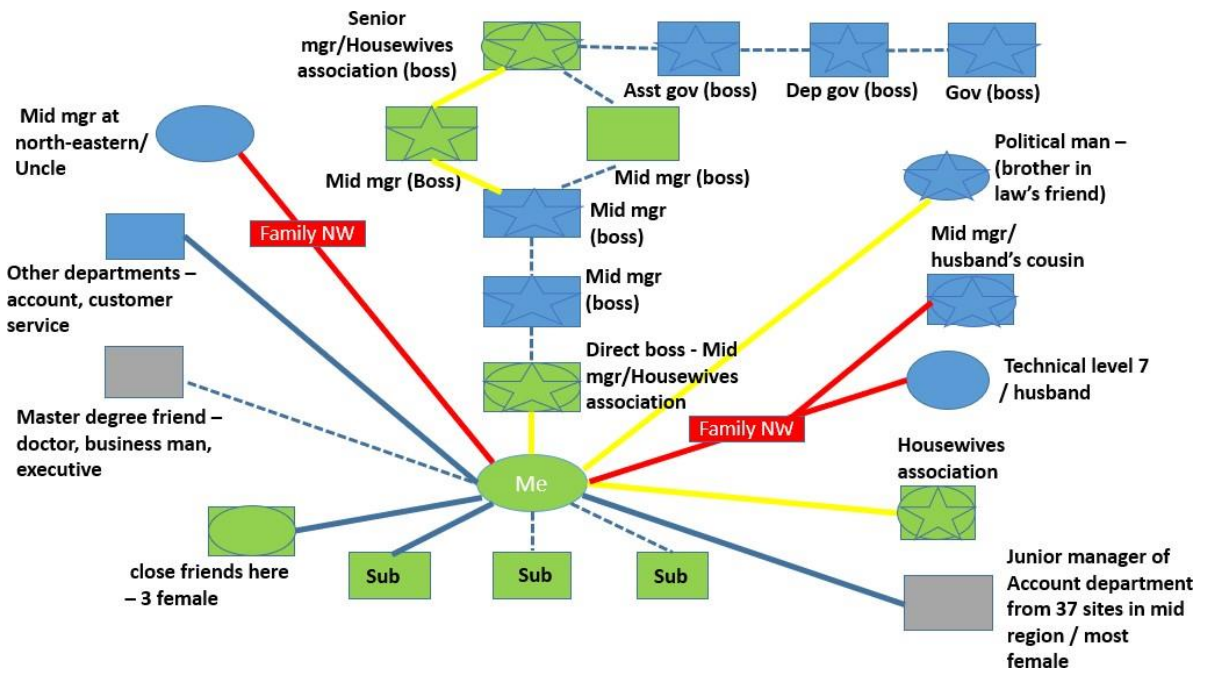 Senior
mgr/Housewives
association (boss)
Asst gov (boss)
Dep gov (boss)
Gov (boss)
Mid mgr at
north-eastern/
Uncle
Mid mgr (Boss)
Mid mgr (boss)
Political man –
(brother in
law's friend)
Family NW
Mid mgr
(boss)
Mid mgr/
husband's cousin
Other departments –
account, customer
service
Mid mgr
(boss)
Direct boss - Mid
mgr/Housewives
association
Technical level 7
/ husband
Master degree friend –
doctor, business man,
executive
Family NW
Housewives
association
Me
close friends here
– 3 female
Sub
Sub
Sub
Junior manager of
Account department
from 37 sites in mid
region / most
female